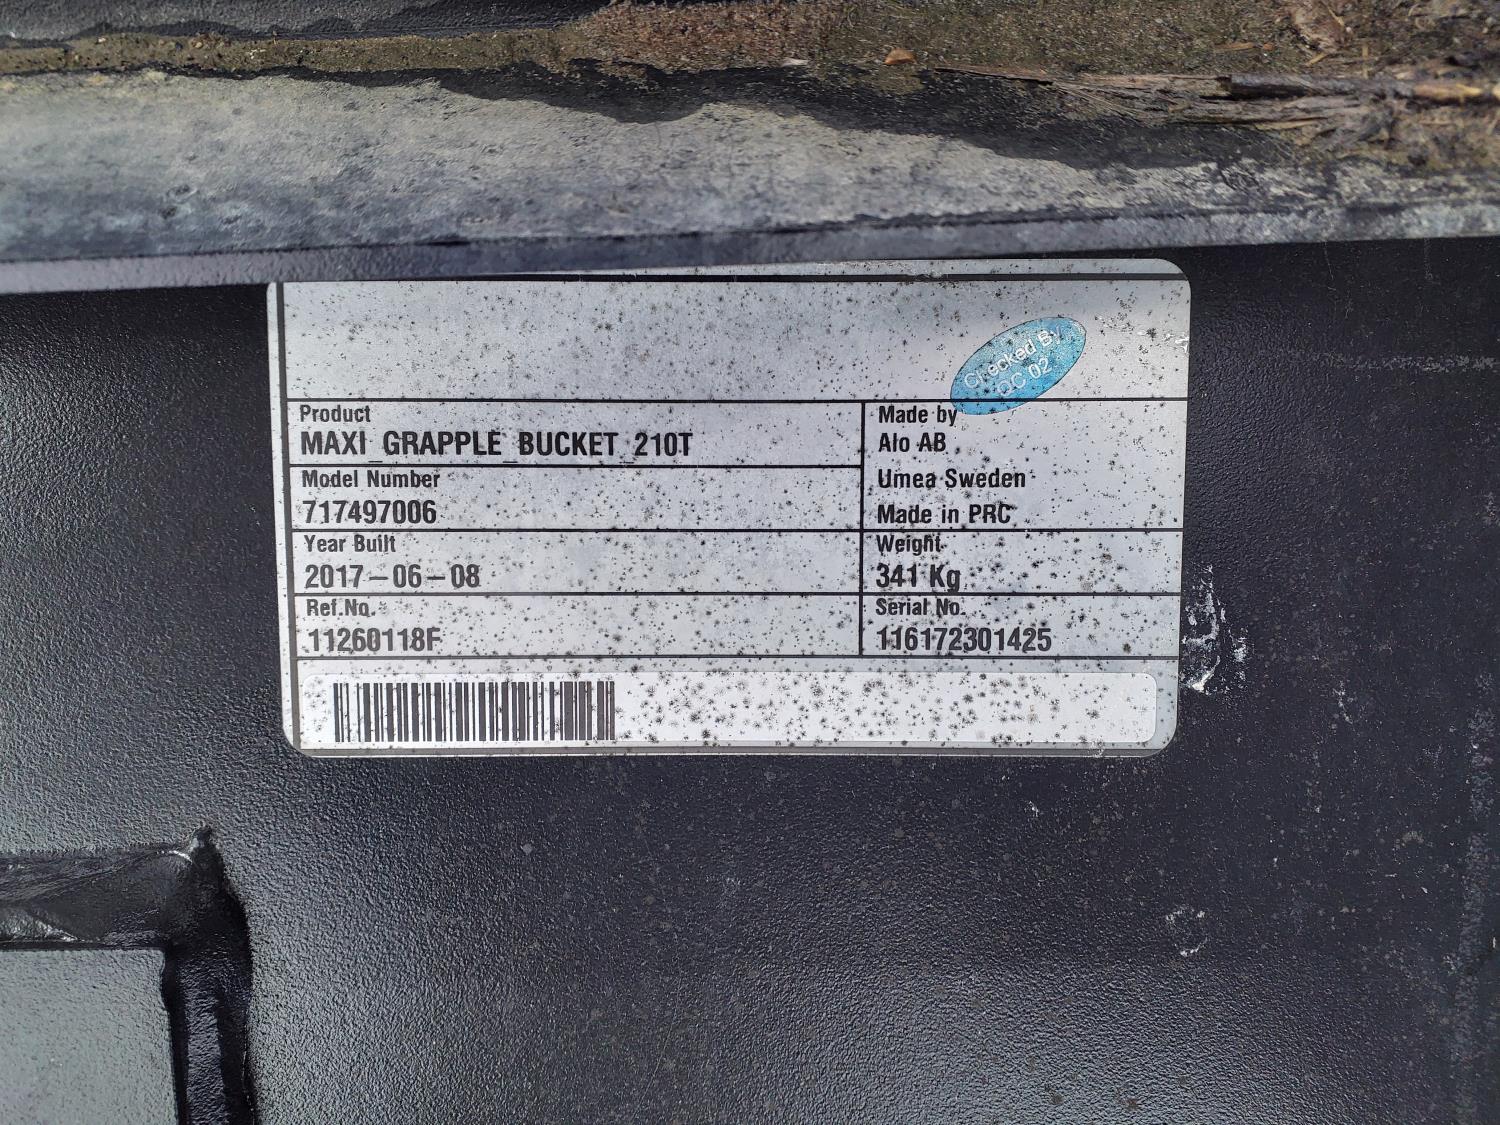 Checked By
QC 02
Product
MAXI_GRAPPLE_BUCKET_210T
Made by
Alo AB
Umea Sweden
Made in PRC
Model Number
717497006
Year Built
2017-06-08
Weight
341 Kg
Ref.No.
11260118F
Serial No.
116172301425